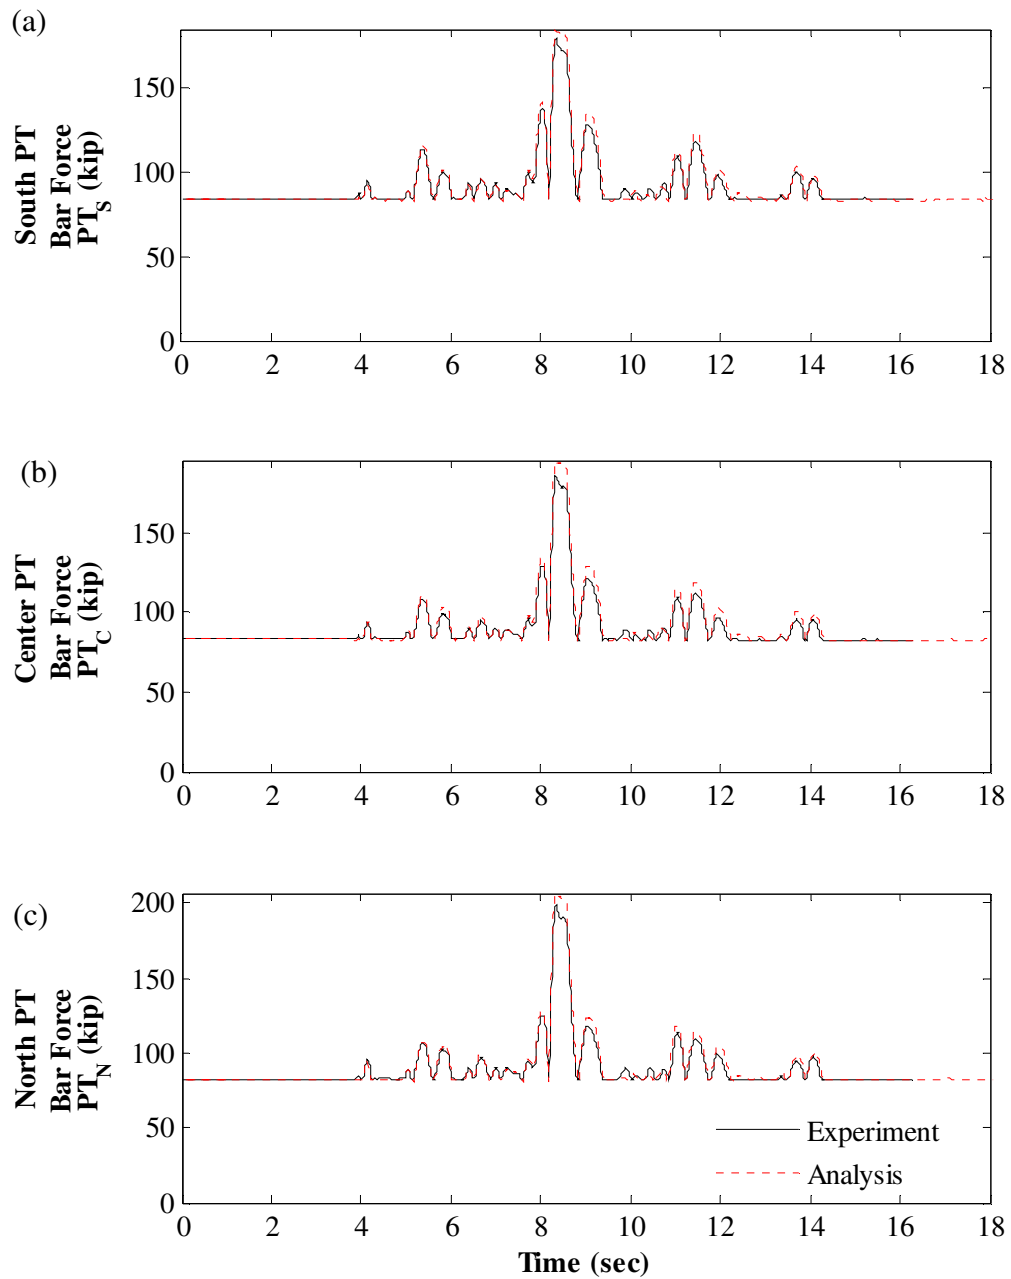 (a)
South PT
Bar Force
PT_S (kip)
150
100
50
0
0 2 4 6 8 10 12 14 16 18
(b)
Center PT
Bar Force
PT_C (kip)
150
100
50
0
0 2 4 6 8 10 12 14 16 18
(c)
North PT
Bar Force
PT_N (kip)
200
150
100
50
0
Experiment
Analysis
0 2 4 6 8 10 12 14 16 18
Time (sec)